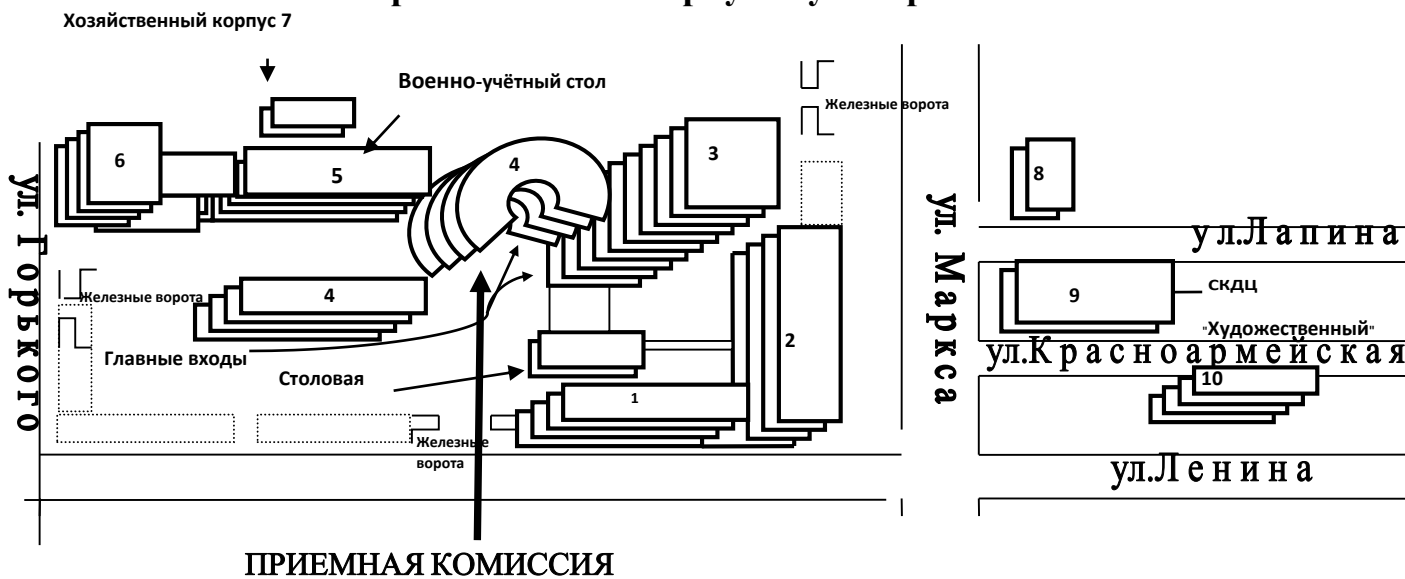 Хозяйственный корпус 7
Военно-учётный стол
Железные ворота
6
5
4
3
8
ул. Горького
ул. Маркса
ул.Лапина
Железные ворота
4
2
9
СКДЦ
"Художественный"
Главные входы
ул.Красноармейская
Столовая
1
10
Железные
ворота
ул.Ленина
ПРИЕМНАЯ КОМИССИЯ